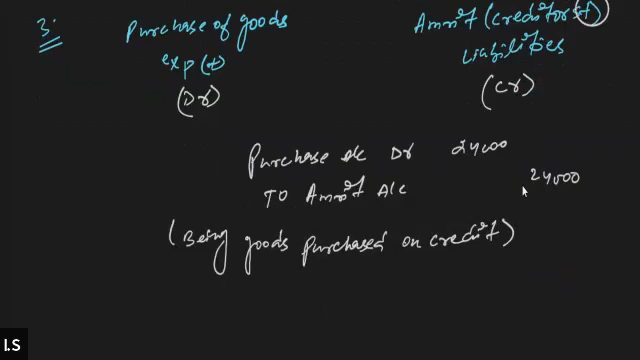 3. Purchase of goods
exp (+)
(Dr)
Amrit (creditors) (+)
Liabilities
(Cr)
Purchase a/c Dr 24000
To Amrit A/c 24000
(Being goods purchased on credit)
I.S